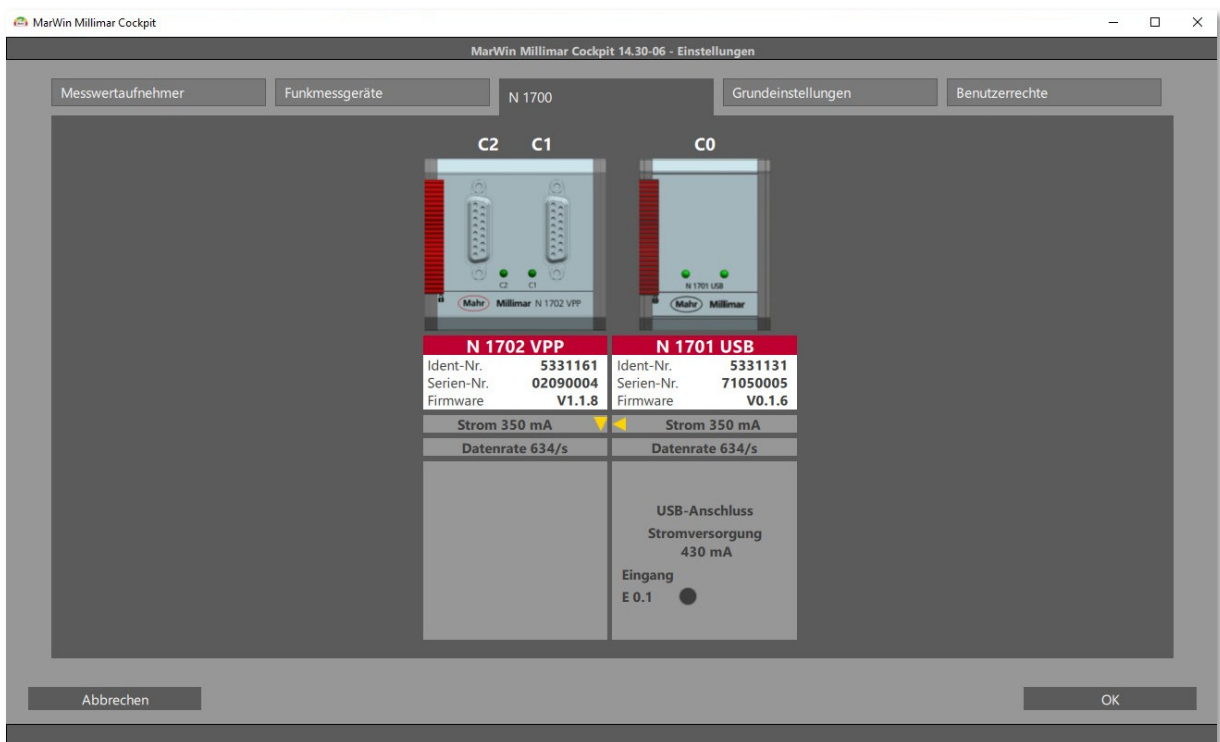 MarWin Millimar Cockpit
MarWin Millimar Cockpit 14.30-06 - Einstellungen
Messwertaufnehmer
Funkmessgeräte
N 1700
Grundeinstellungen
Benutzerrechte
C2 C1
C0
C2 C1
Mahr Millimar N 1702 VPP
N 1701 USB
Mahr Millimar
N 1702 VPP
Ident-Nr. 5331161
Serien-Nr. 02090004
Firmware V1.1.8
Strom 350 mA
Datenrate 634/s
N 1701 USB
Ident-Nr. 5331131
Serien-Nr. 71050005
Firmware V0.1.6
Strom 350 mA
Datenrate 634/s
USB-Anschluss
Stromversorgung
430 mA
Eingang
E 0.1
Abbrechen
OK